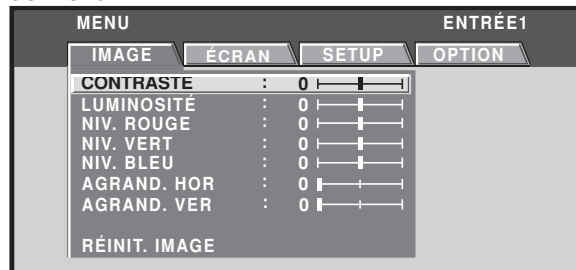 MENU ENTRÉE1
IMAGE ÉCRAN SETUP OPTION
CONTRASTE : 0
LUMINOSITÉ : 0
NIV. ROUGE : 0
NIV. VERT : 0
NIV. BLEU : 0
AGRAND. HOR : 0
AGRAND. VER : 0
RÉINIT. IMAGE